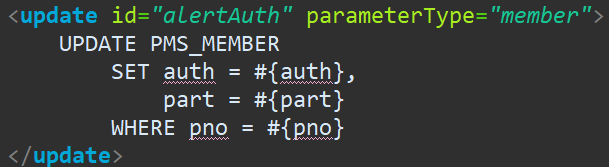 <update id="alertAuth" parameterType="member">
    UPDATE PMS_MEMBER
        SET auth = #{auth},
            part = #{part}
        WHERE pno = #{pno}
</update>